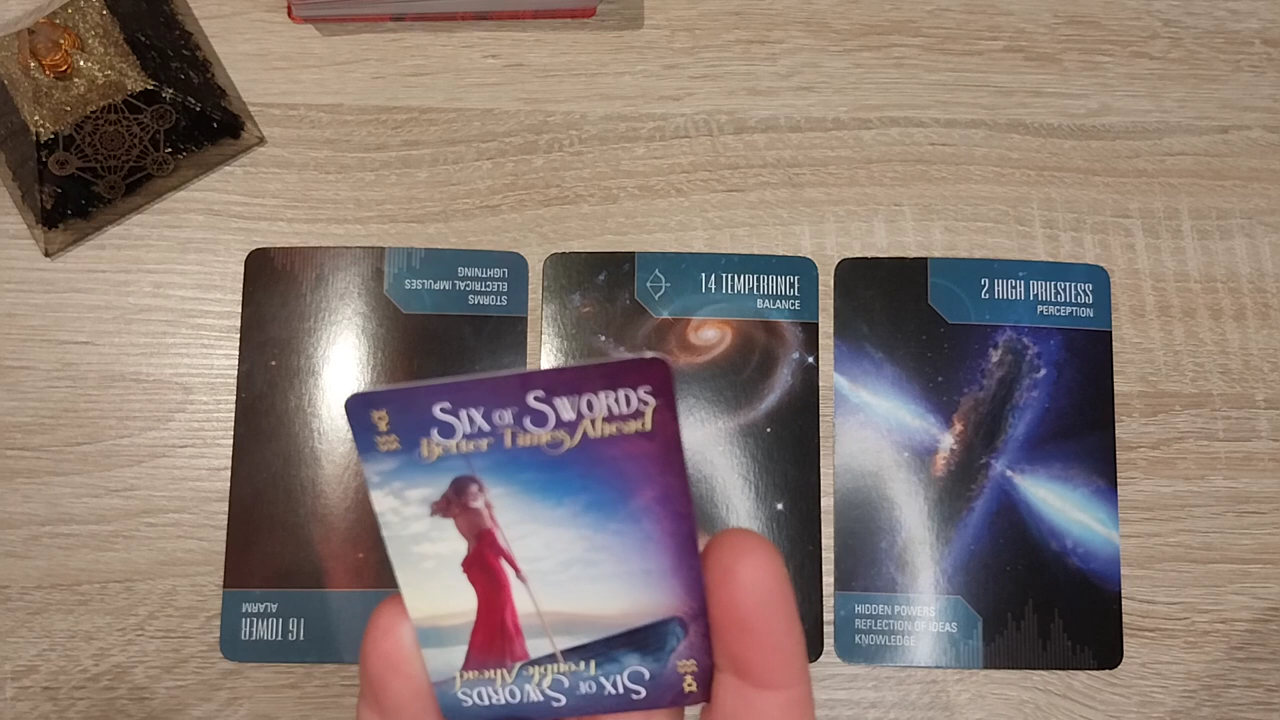 STORMS
ELECTRICAL IMPULSES
LIGHTNING
16 TOWER
ALARM
14 TEMPERANCE
BALANCE
2 HIGH PRIESTESS
PERCEPTION
HIDDEN POWERS
REFLECTION OF IDEAS
KNOWLEDGE
SIX OF SWORDS
Better Times Ahead
SIX OF SWORDS
Trouble Ahead